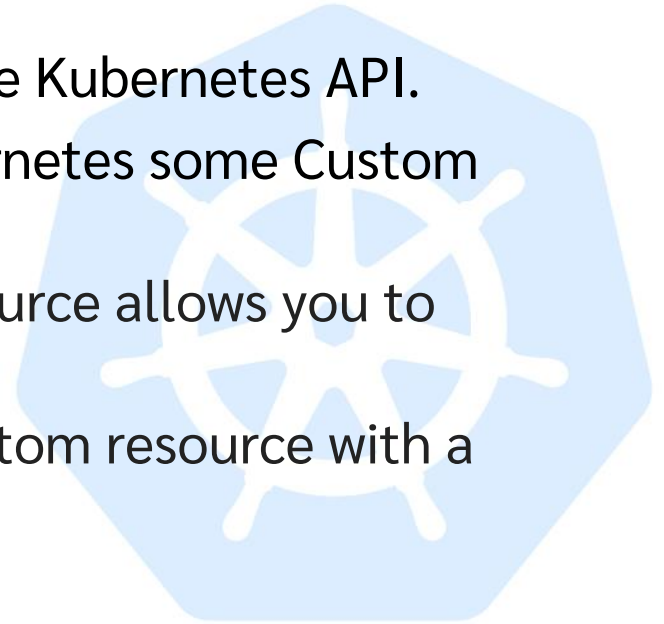 e Kubernetes API.
rnetes some Custom
urce allows you to
tom resource with a